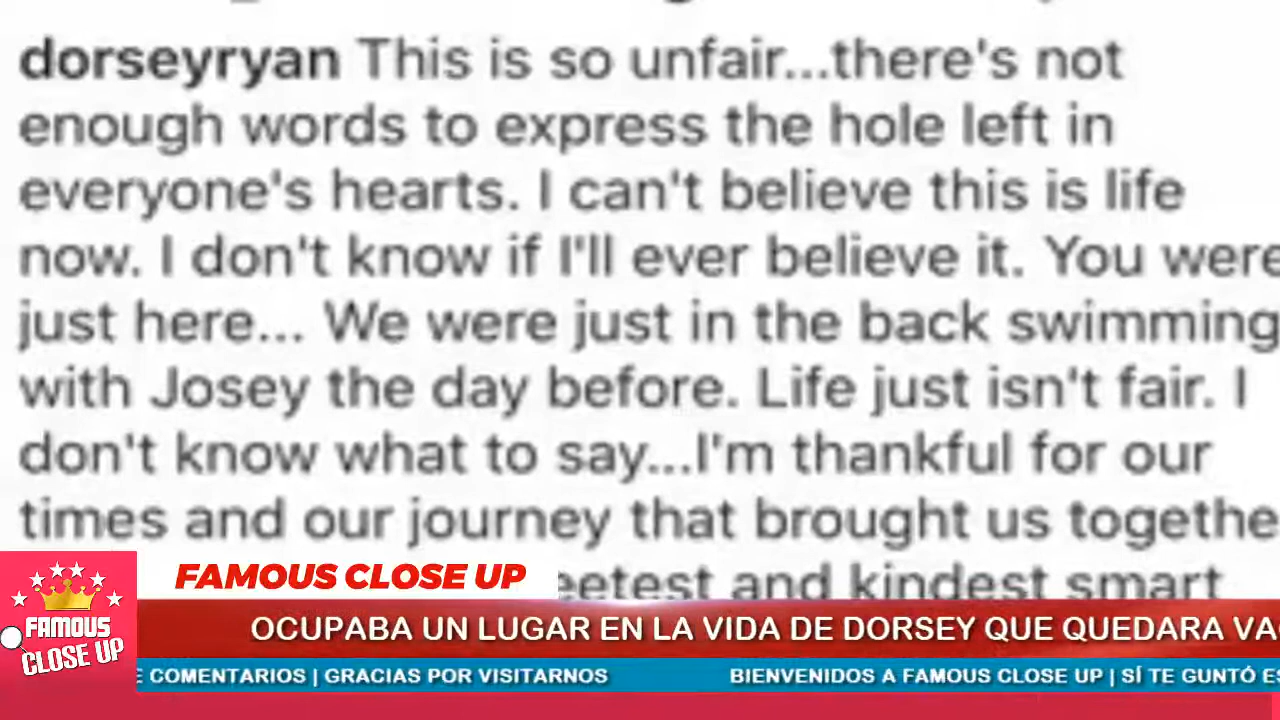 dorseyryan This is so unfair...there's not
enough words to express the hole left in
everyone's hearts. I can't believe this is life
now. I don't know if I'll ever believe it. You were
just here... We were just in the back swimming
with Josey the day before. Life just isn't fair. I
don't know what to say...I'm thankful for our
times and our journey that brought us togethe
eetest and kindest smart
FAMOUS CLOSE UP
FAMOUS
CLOSE UP
OCUPABA UN LUGAR EN LA VIDA DE DORSEY QUE QUEDARA VA
E COMENTARIOS | GRACIAS POR VISITARNOS BIENVENIDOS A FAMOUS CLOSE UP | SÍ TE GUNTÓ ES